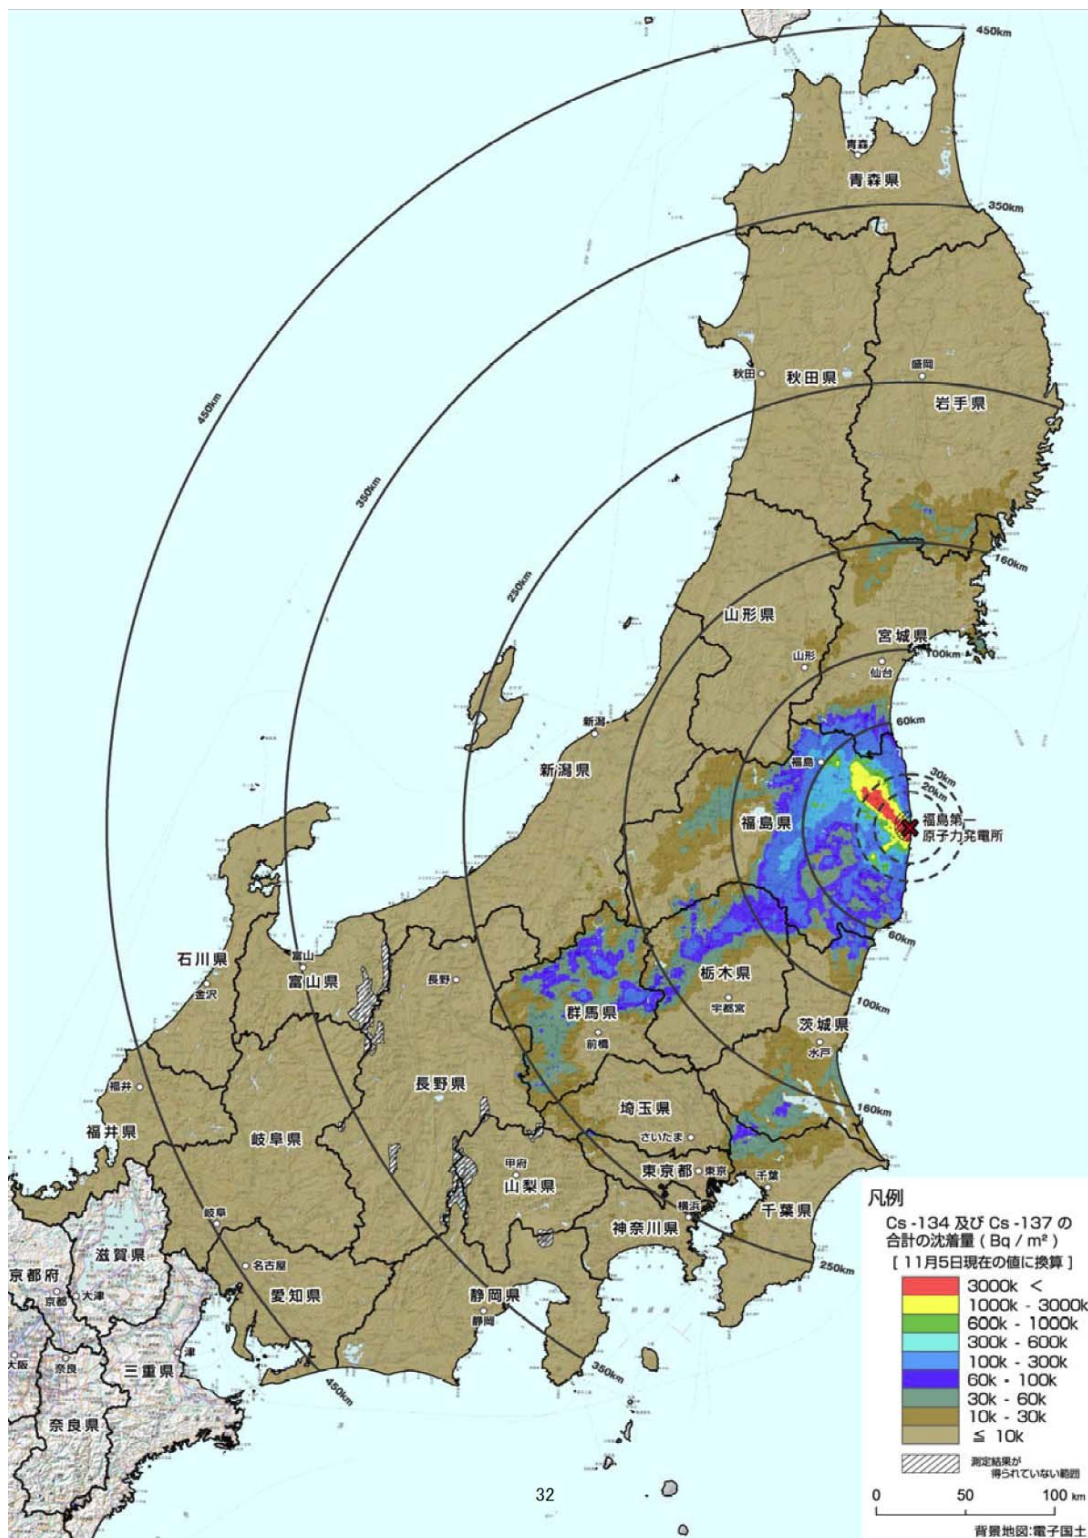 450km
青森
青森県
350km
450km
秋田
秋田県
盛岡
岩手県
350km
250km
160km
山形県
宮城県
山形
100km
仙台
新潟
60km
新潟県
福島
30km
20km
福島県
福島第一
原子力発電所
60km
石川県
富山
富山県
金沢
長野
栃木県
100km
宇都宮
群馬県
茨城県
前橋
水戸
長野県
福井
160km
埼玉県
福井県
岐阜県
さいたま
甲府
東京都
東京
山梨県
千葉
横浜
千葉県
岐阜
神奈川県
滋賀県
250km
名古屋
京都府
京都
大津
愛知県
静岡県
静岡
津
大阪
奈良
三重県
350km
450km
奈良県
凡例
Cs -134 及び Cs -137 の
合計の沈着量 ( Bq / m² )
[ 11月5日現在の値に換算 ]
3000k <
1000k - 3000k
600k - 1000k
300k - 600k
100k - 300k
60k - 100k
30k - 60k
10k - 30k
≦ 10k
測定結果が
得られていない範囲
32
0 50 100 km
背景地図:電子国土